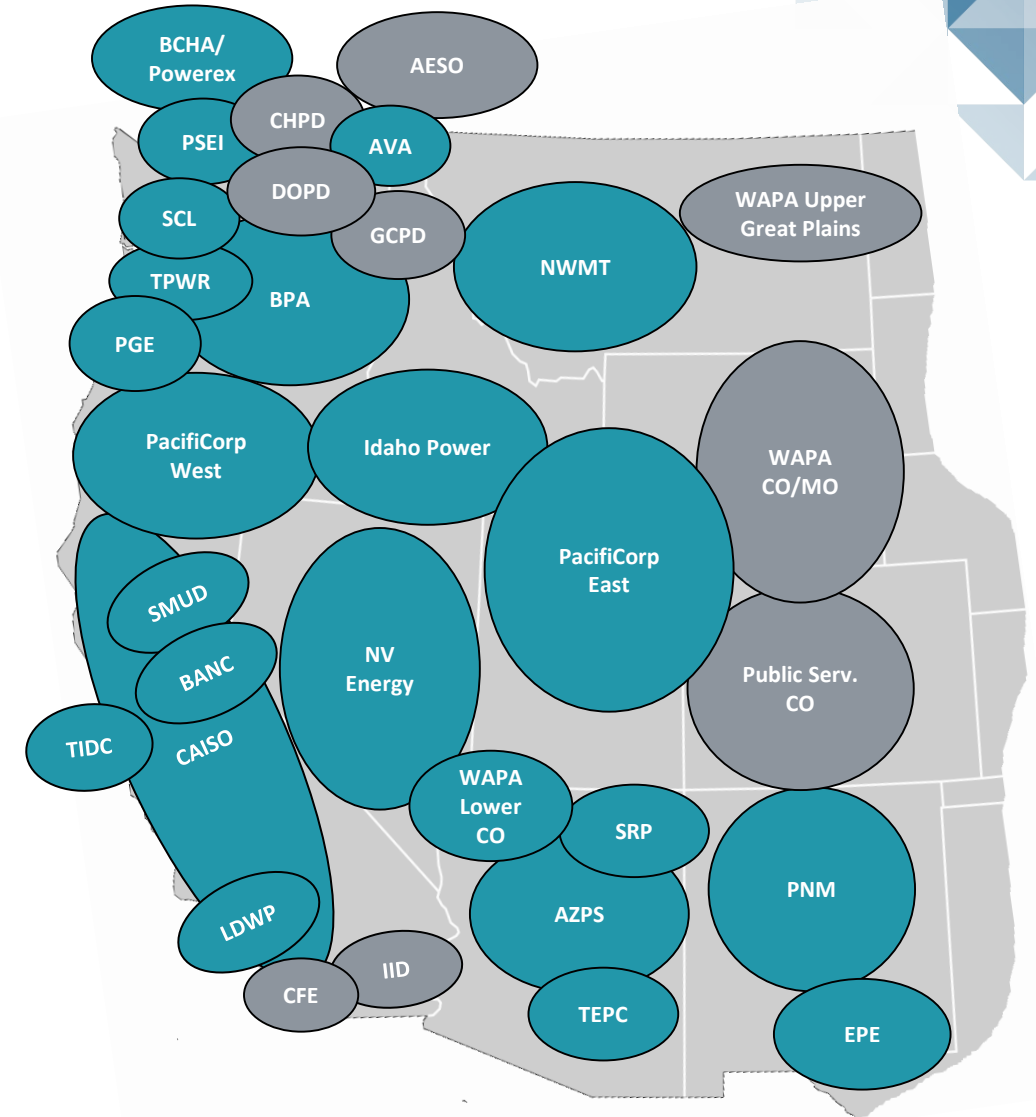 BCHA/
Powerex
AESO
CHPD
PSEI
AVA
DOPD
WAPA Upper
Great Plains
SCL
GCPD
NWMT
TPWR
BPA
PGE
PacifiCorp
West
Idaho Power
WAPA
CO/MO
PacifiCorp
East
SMUD
NV
Energy
BANC
Public Serv.
CO
TIDC
CAISO
WAPA
Lower
CO
SRP
PNM
AZPS
LDWP
IID
CFE
TEPC
EPE